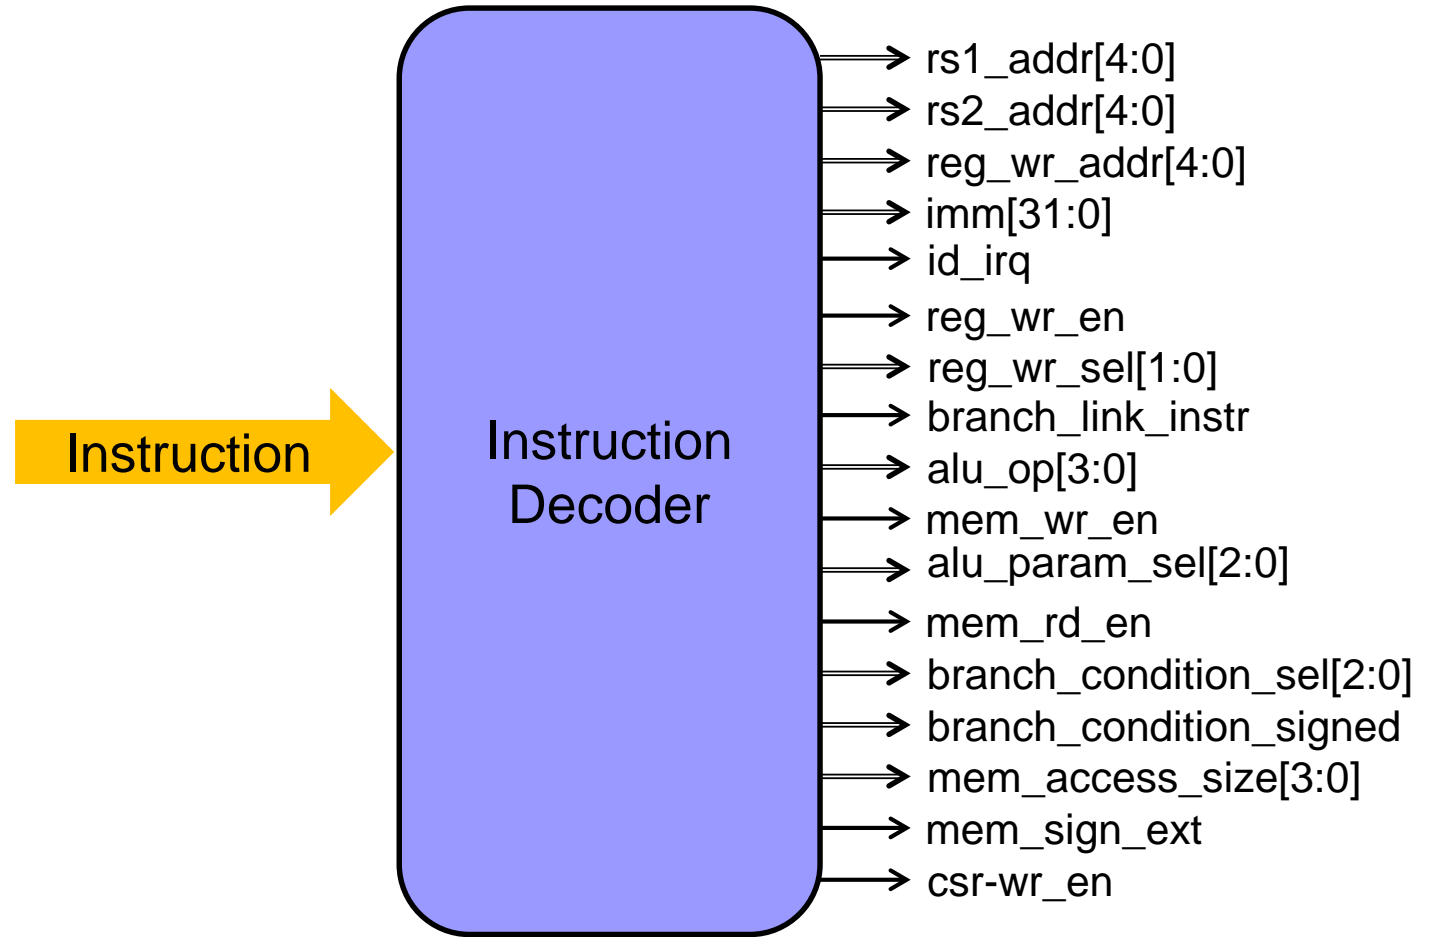 Instruction
Instruction
Decoder
rs1_addr[4:0]
rs2_addr[4:0]
reg_wr_addr[4:0]
imm[31:0]
id_irq
reg_wr_en
reg_wr_sel[1:0]
branch_link_instr
alu_op[3:0]
mem_wr_en
alu_param_sel[2:0]
mem_rd_en
branch_condition_sel[2:0]
branch_condition_signed
mem_access_size[3:0]
mem_sign_ext
csr-wr_en